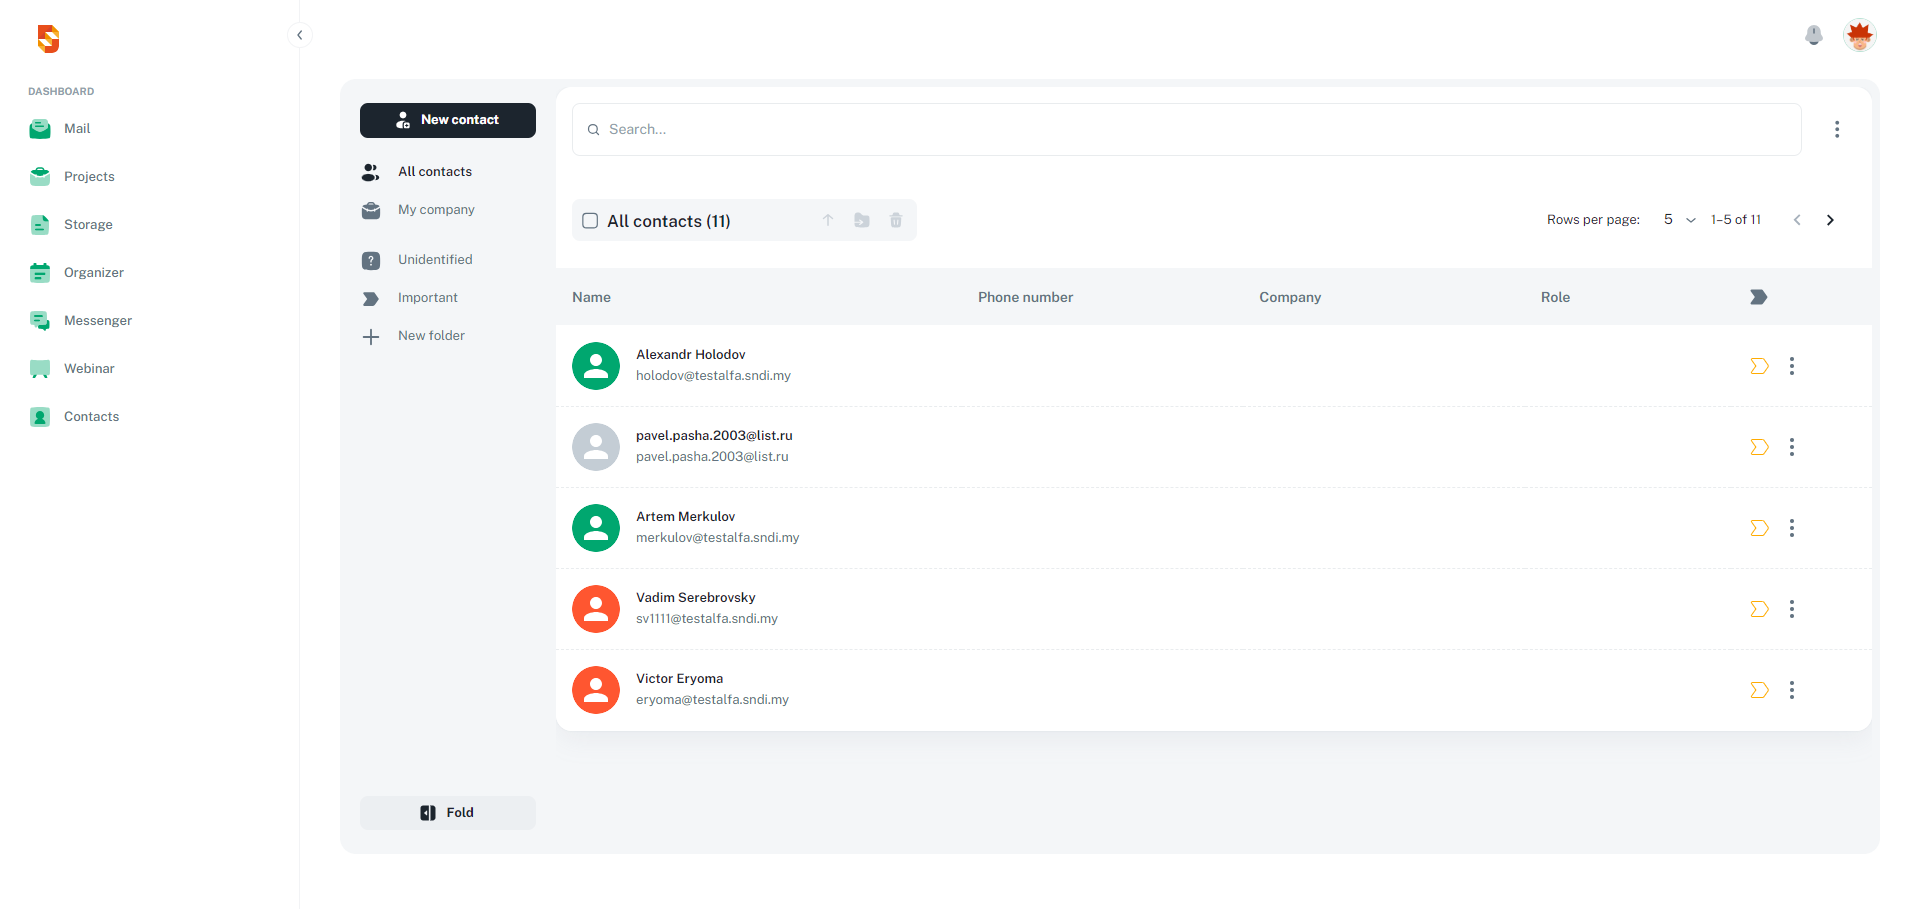 DASHBOARD
Mail
Projects
Storage
Organizer
Messenger
Webinar
Contacts
New contact
All contacts
My company
Unidentified
Important
New folder
Fold
Search...
All contacts (11)
Rows per page: 5 1–5 of 11
Name Phone number Company Role
Alexandr Holodov
holodov@testalfa.sndi.my
pavel.pasha.2003@list.ru
pavel.pasha.2003@list.ru
Artem Merkulov
merkulov@testalfa.sndi.my
Vadim Serebrovsky
sv1111@testalfa.sndi.my
Victor Eryoma
eryoma@testalfa.sndi.my